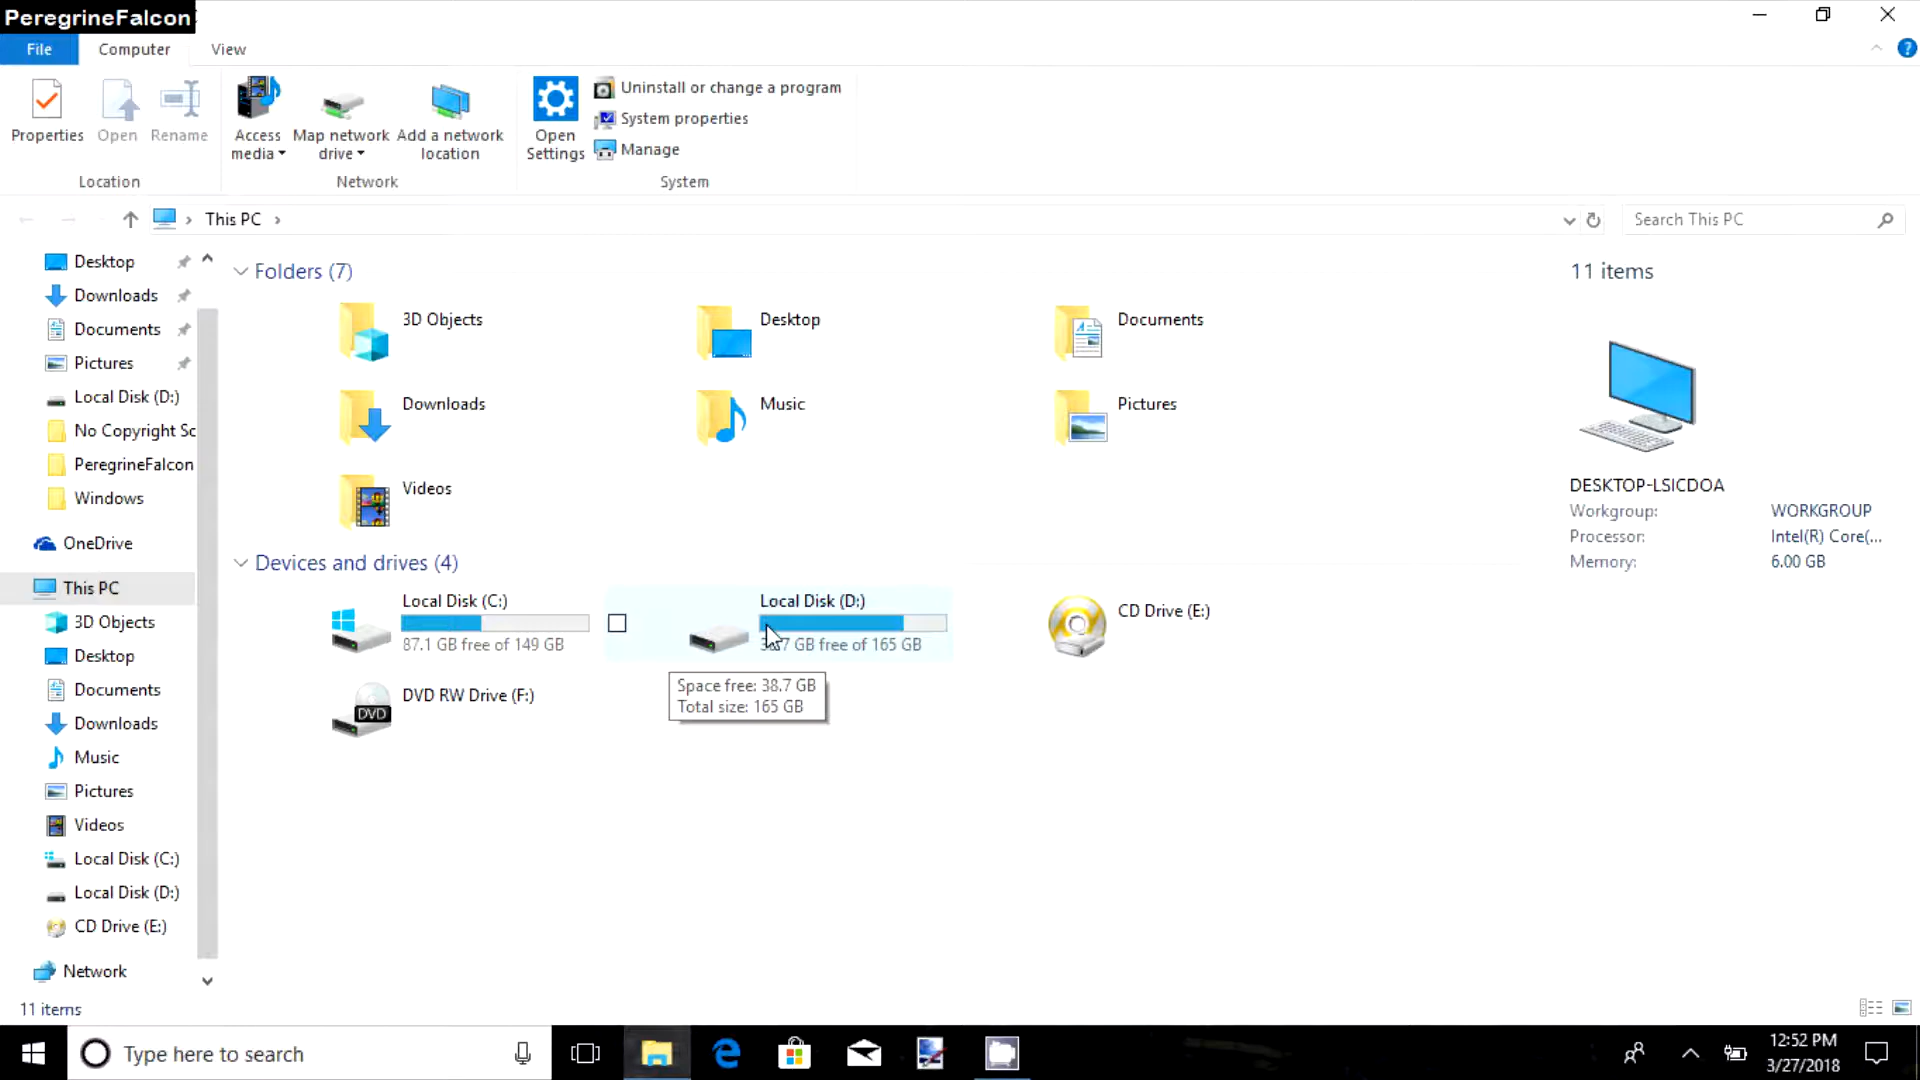 PeregrineFalcon
File
Computer
View
Properties
Open
Rename
Location
Access
media
Map network
drive
Add a network
location
Network
Open
Settings
Uninstall or change a program
System properties
Manage
System
This PC
Search This PC
Desktop
Downloads
Documents
Pictures
Local Disk (D:)
No Copyright Sc
PeregrineFalcon
Windows
OneDrive
This PC
3D Objects
Desktop
Documents
Downloads
Music
Pictures
Videos
Local Disk (C:)
Local Disk (D:)
CD Drive (E:)
Network
Folders (7)
3D Objects
Desktop
Documents
Downloads
Music
Pictures
Videos
Devices and drives (4)
Local Disk (C:)
87.1 GB free of 149 GB
Local Disk (D:)
GB free of 165 GB
CD Drive (E:)
DVD
DVD RW Drive (F:)
Space free: 38.7 GB
Total size: 165 GB
11 items
DESKTOP-LSICDOA
Workgroup: WORKGROUP
Processor: Intel(R) Core(...
Memory: 6.00 GB
11 items
Type here to search
12:52 PM
3/27/2018